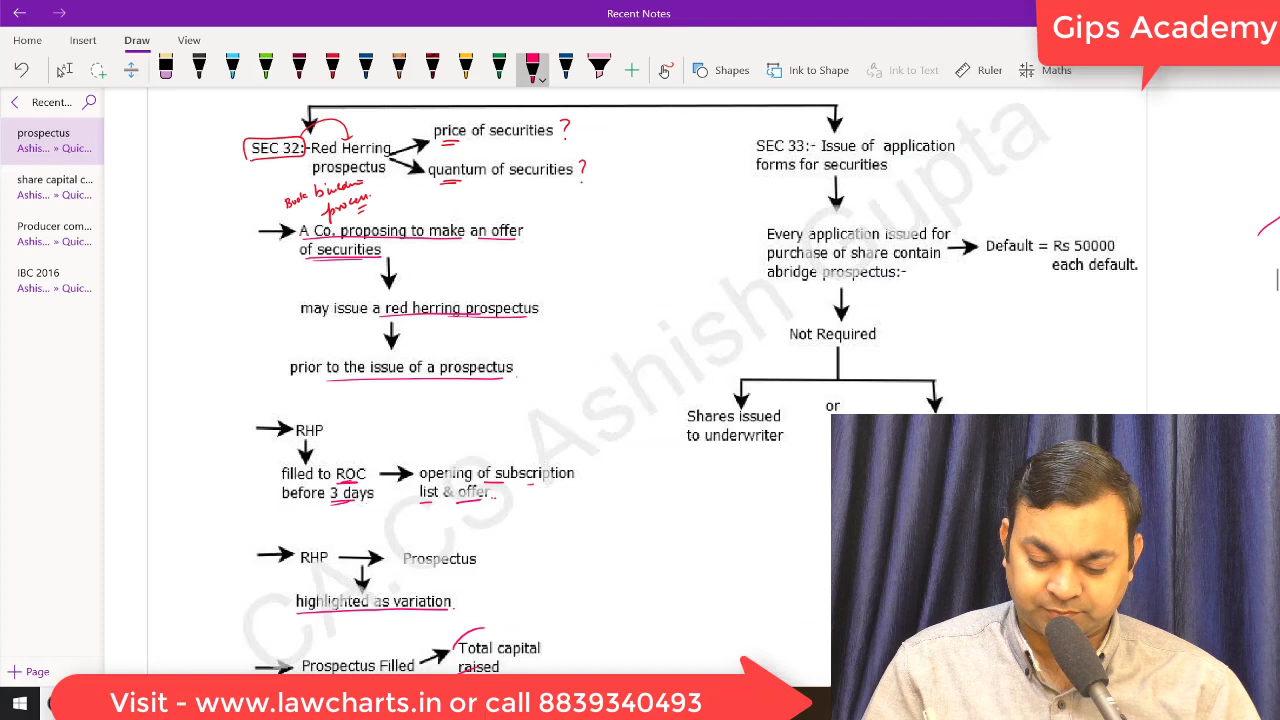 Recent Notes
Gips Academy
Home Insert Draw View
Shapes Ink to Shape Ink to Text Ruler Maths
Recent...
prospectus
Ashis... » Quic...
share capital c...
Ashis... » Quic...
Producer com...
Ashis... » Quic...
IBC 2016
Ashis... » Quic...
Page
SEC 32:-Red Herring
prospectus
price of securities ?
quantum of securities ?
process
A Co. proposing to make an offer
of securities
may issue a red herring prospectus
prior to the issue of a prospectus
RHP
filled to ROC
before 3 days
opening of subscription
list & offer
RHP
Prospectus
highlighted as variation
Prospectus Filled
Total capital
raised
SEC 33:- Issue of application
forms for securities
Every application issued for
purchase of share contain
abridge prospectus:-
Default = Rs 50000
each default.
Not Required
Shares issued
to underwriter
or
CA.CS Ashish Gupta
Visit - www.lawcharts.in or call 8839340493